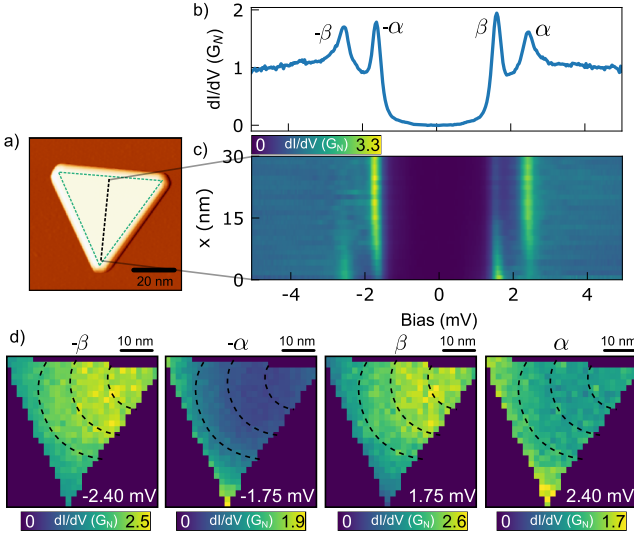 b)
dI/dV (G_N)
2
1
0
-β
-α
β
α
a)
20 nm
0 dI/dV (G_N) 3.3
c)
x (nm)
30
15
0
-4 -2 0 2 4
Bias (mV)
d)
-β 10 nm
-α 10 nm
β 10 nm
α 10 nm
-2.40 mV
-1.75 mV
1.75 mV
2.40 mV
0 dI/dV (G_N) 2.5
0 dI/dV (G_N) 1.9
0 dI/dV (G_N) 2.6
0 dI/dV (G_N) 1.7